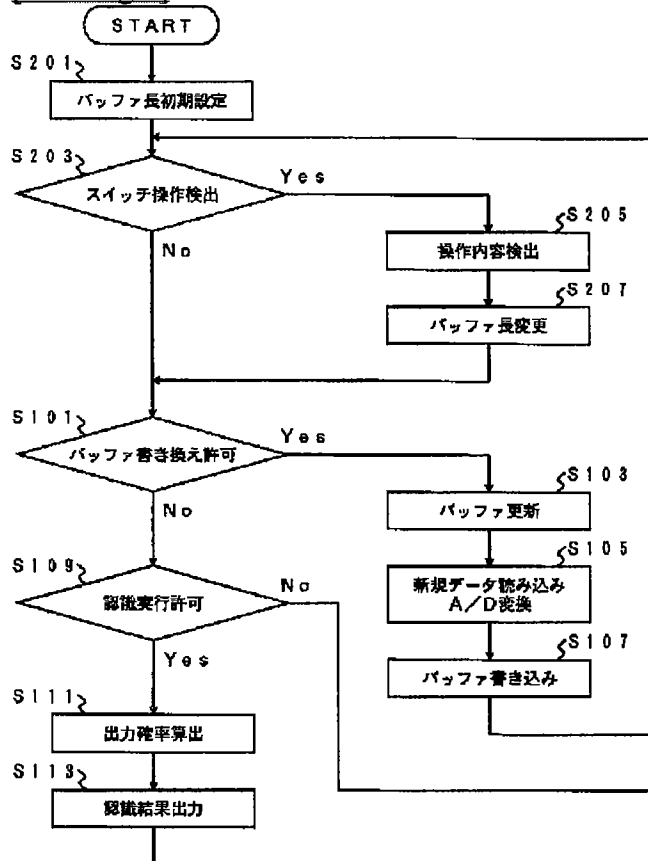 START
S201
バッファ長初期設定
S203
スイッチ操作検出
Yes
No
S205
操作内容検出
S207
バッファ長変更
S101
バッファ書き換え許可
Yes
No
S103
バッファ更新
S105
新規データ読み込み
A/D変換
S107
バッファ書き込み
S109
認識実行許可
No
Yes
S111
出力確率算出
S113
認識結果出力